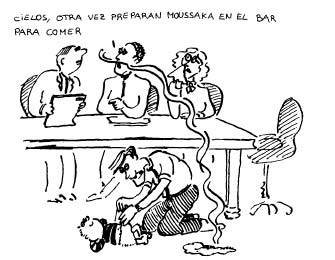 CIELOS, OTRA VEZ PREPARAN MOUSSAKA EN EL BAR
PARA COMER